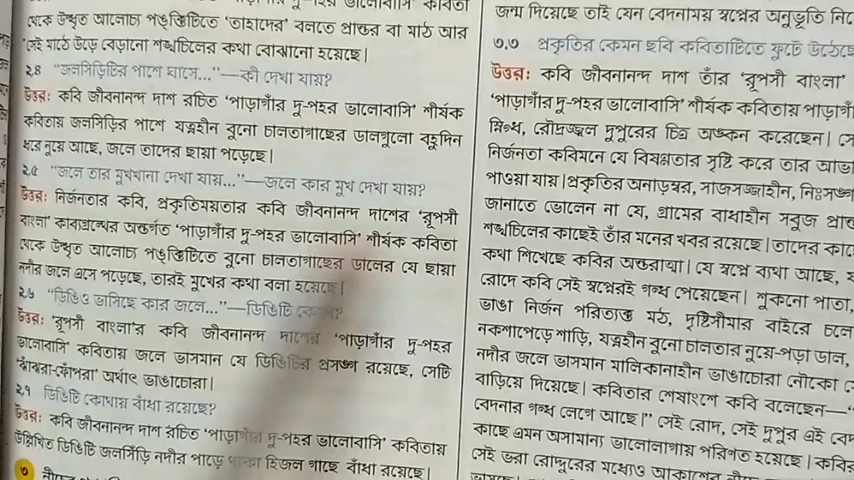 থেকে উদ্ধৃত আলোচ্য পঙ্‌ক্তিটিতে ‘তাহাদের’ বলতে প্রান্তর বা মাঠ আর
সেই মাঠে উড়ে বেড়ানো শঙ্খচিলের কথা বোঝানো হয়েছে।
২.৪ “জলসিঁড়িটির পাশে ঘাসে...”—কী দেখা যায়?
উত্তর: কবি জীবনানন্দ দাশ রচিত ‘পাড়াগাঁর দু-পহর ভালোবাসি’ শীর্ষক
কবিতায় জলসিঁড়ির পাশে যত্নহীন বুনো চালতাগাছের ডালগুলো বহুদিন
ধরে নুয়ে আছে, জলে তাদের ছায়া পড়েছে।
২.৫ “জলে তার মুখখানা দেখা যায়...”—জলে কার মুখ দেখা যায়?
উত্তর: নির্জনতার কবি, প্রকৃতিময়তার কবি জীবনানন্দ দাশের ‘রূপসী
বাংলা’ কাব্যগ্রন্থের অন্তর্গত ‘পাড়াগাঁর দু-পহর ভালোবাসি’ শীর্ষক কবিতা
থেকে উদ্ধৃত আলোচ্য পঙ্‌ক্তিটিতে বুনো চালতাগাছের ডালের যে ছায়া
নদীর জলে এসে পড়েছে, তারই মুখের কথা বলা হয়েছে।
২.৬ “ডিঙিও ভাসিছে কার জলে...”—ডিঙিটি
উত্তর: ‘রূপসী বাংলা’র কবি জীবনানন্দ দাশের ‘পাড়াগাঁর দু-পহর
ভালোবাসি’ কবিতায় জলে ভাসমান যে ডিঙিটির প্রসঙ্গ রয়েছে, সেটি
‘ঝাঁঝরা-ফোঁপরা’ অর্থাৎ ভাঙাচোরা।
২.৭ ডিঙিটি কোথায় বাঁধা রয়েছে?
উত্তর: কবি জীবনানন্দ দাশ রচিত ‘পাড়াগাঁর দু-পহর ভালোবাসি’ কবিতায়
উল্লিখিত ডিঙিটি জলসিঁড়ি নদীর পাড়ে থাকা হিজল গাছে বাঁধা রয়েছে।
৩
জন্ম দিয়েছে তাই যেন বেদনাময় স্বপ্নের অনুভূতি নিয়ে
৩.৩ প্রকৃতির কেমন ছবি কবিতাটিতে ফুটে উঠেছে
উত্তর: কবি জীবনানন্দ দাশ তাঁর ‘রূপসী বাংলা’
‘পাড়াগাঁর দু-পহর ভালোবাসি’ শীর্ষক কবিতায় পাড়াগাঁ
স্নিগ্ধ, রৌদ্রোজ্জ্বল দুপুরের চিত্র অঙ্কন করেছেন।
নির্জনতা কবিমনে যে বিষণ্ণতার সৃষ্টি করে তার আভা
পাওয়া যায়। প্রকৃতির অনাড়ম্বর, সাজসজ্জাহীন, নিঃসঙ্গ
জানাতে ভোলেন না যে, গ্রামের বাধাহীন সবুজ প্রান্ত
শঙ্খচিলের কাছেই তাঁর মনের খবর রয়েছে। তাদের কা
কথা শিখেছে কবির অন্তরাত্মা। যে স্বপ্নে ব্যথা আছে,
রোদে কবি সেই স্বপ্নেরই গন্ধ পেয়েছেন। শুকনো পাতা,
ভাঙা নির্জন পরিত্যক্ত মঠ, দৃষ্টিসীমার বাইরে চলে
নকশাপেড়ে শাড়ি, যত্নহীন বুনো চালতার নুয়ে-পড়া ডাল,
নদীর জলে ভাসমান মালিকানাহীন ভাঙাচোরা নৌকো
বাড়িয়ে দিয়েছে। কবিতার শেষাংশে কবি বলেছেন—“
বেদনার গন্ধ লেগে আছে।” সেই রোদ, সেই দুপুর এই
কাছে এমন অসামান্য ভালোলাগায় পরিণত হয়েছে। কবির
সেই ভরা রোদ্দুরের মধ্যেও আকাশের নীচে